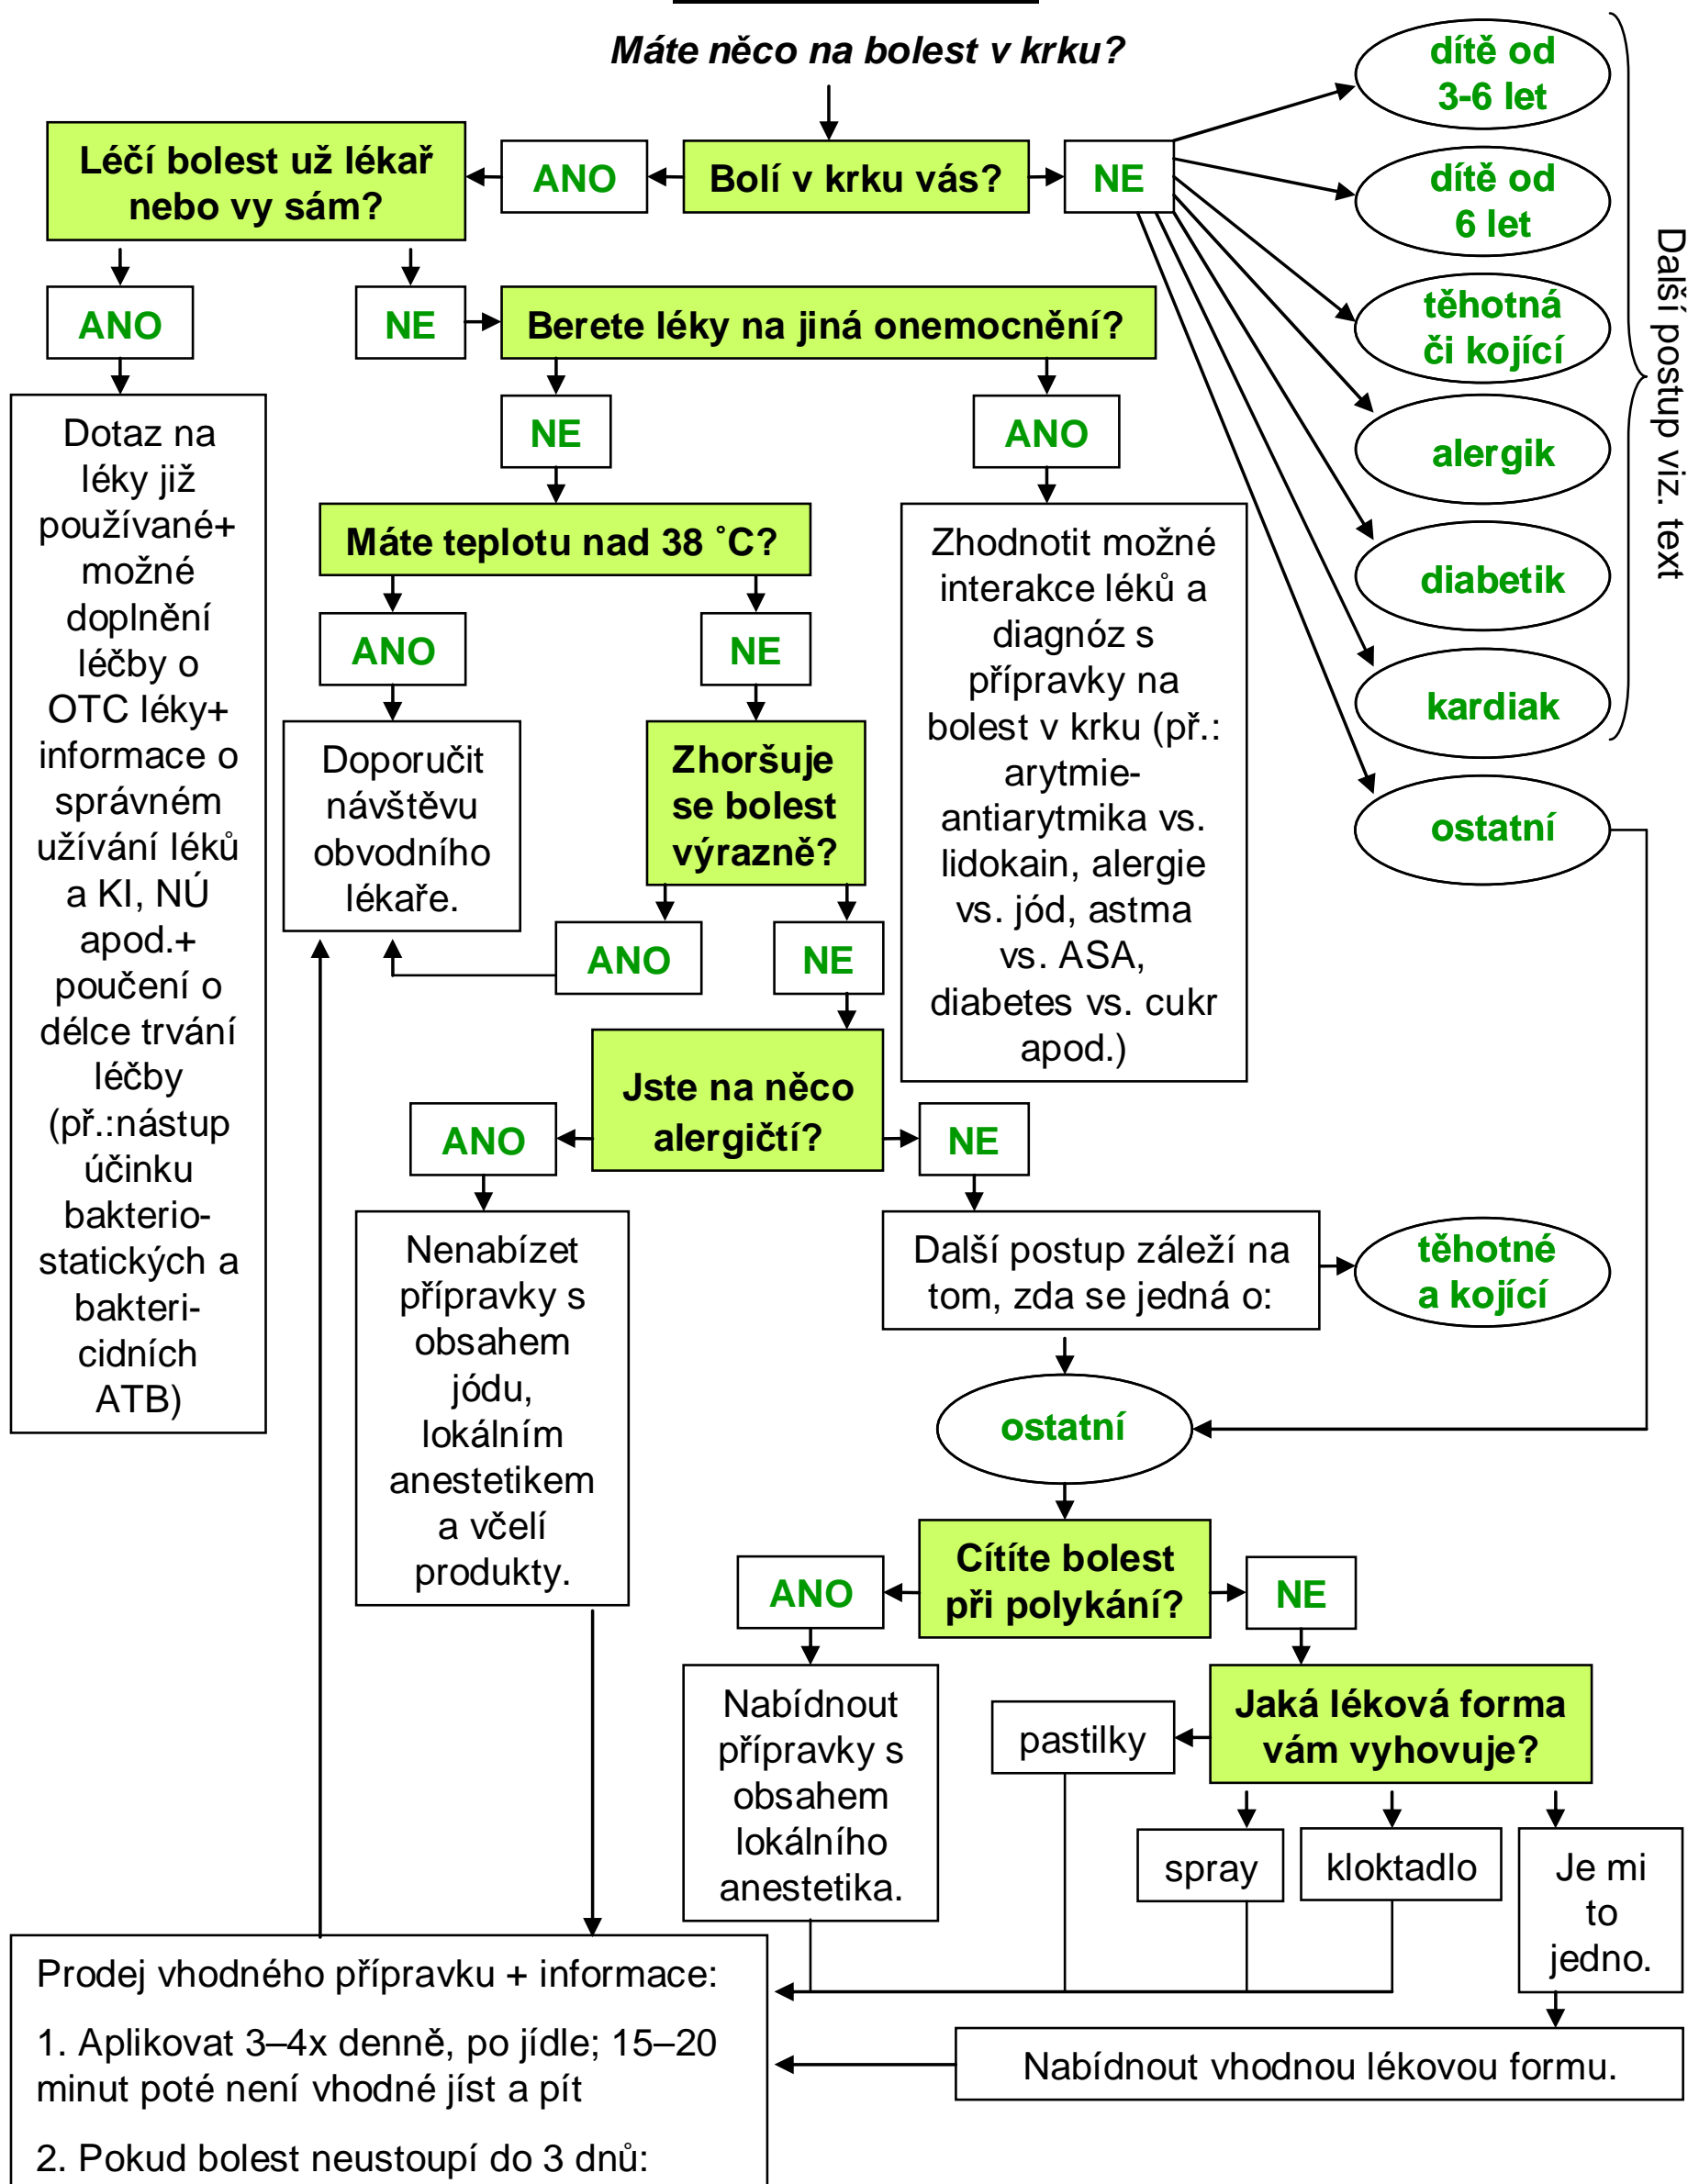 Máte něco na bolest v krku?
dítě od
3-6 let
Léčí bolest už lékař
nebo vy sám?
ANO
Bolí v krku vás?
NE
dítě od
6 let
těhotná
či kojící
alergik
diabetik
kardiak
ostatní
Další postup viz. text
ANO
NE
Berete léky na jiná onemocnění?
NE
ANO
Dotaz na
léky již
používané+
možné
doplnění
léčby o
OTC léky+
informace o
správném
užívání léků
a KI, NÚ
apod.+
poučení o
délce trvání
léčby
(př.:nástup
účinku
bakterio-
statických a
bakteri-
cidních
ATB)
Máte teplotu nad 38 ˚C?
ANO
NE
Zhodnotit možné
interakce léků a
diagnóz s
přípravky na
bolest v krku (př.:
arytmie-
antiarytmika vs.
lidokain, alergie
vs. jód, astma
vs. ASA,
diabetes vs. cukr
apod.)
Doporučit
návštěvu
obvodního
lékaře.
Zhoršuje
se bolest
výrazně?
ANO
NE
Jste na něco
alergičtí?
ANO
NE
Nenabízet
přípravky s
obsahem
jódu,
lokálním
anestetikem
a včelí
produkty.
Další postup záleží na
tom, zda se jedná o:
těhotné
a kojící
ostatní
Cítíte bolest
při polykání?
ANO
NE
Nabídnout
přípravky s
obsahem
lokálního
anestetika.
Jaká léková forma
vám vyhovuje?
pastilky
spray
kloktadlo
Je mi
to
jedno.
Nabídnout vhodnou lékovou formu.
Prodej vhodného přípravku + informace:
1. Aplikovat 3–4x denně, po jídle; 15–20
minut poté není vhodné jíst a pít
2. Pokud bolest neustoupí do 3 dnů: